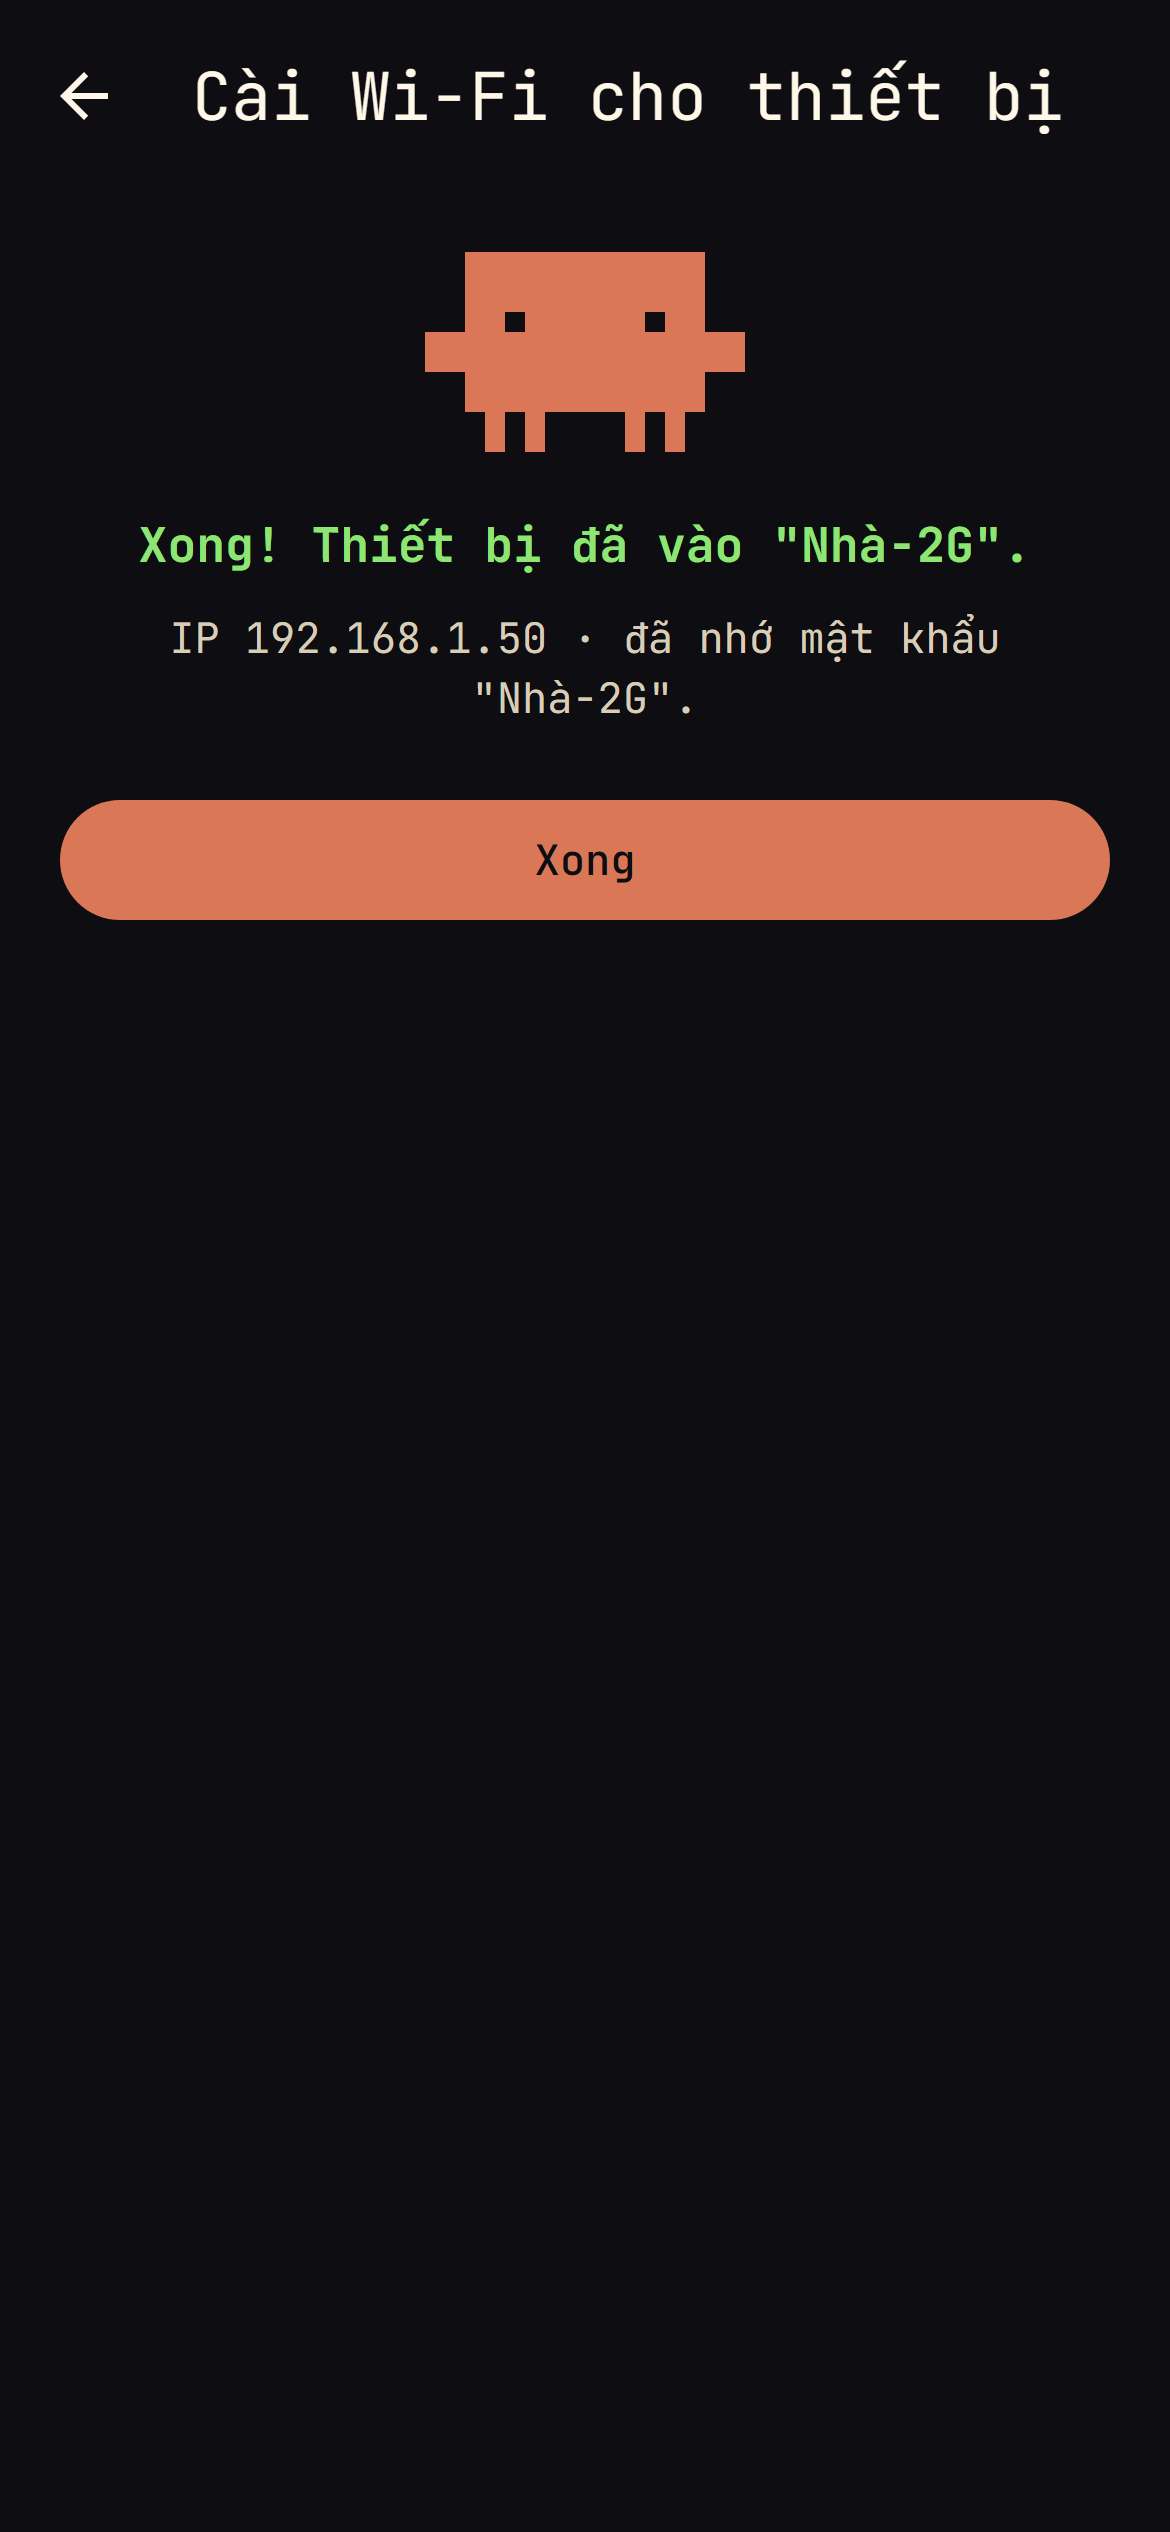 Cài Wi-Fi cho thiết bị
Xong! Thiết bị đã vào "Nhà-2G".
IP 192.168.1.50 · đã nhớ mật khẩu
"Nhà-2G".
Xong